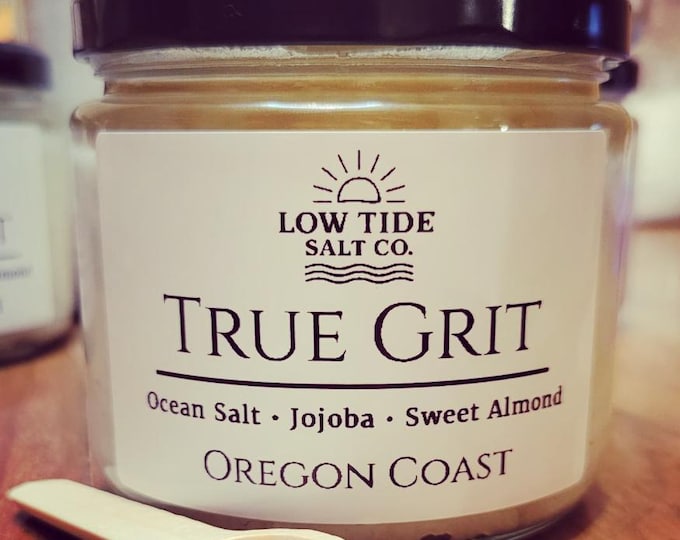 LOW TIDE
SALT CO.
TRUE GRIT
Ocean Salt • Jojoba • Sweet Almond
OREGON COAST